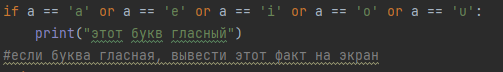 if a == 'a' or a == 'e' or a == 'i' or a == 'o' or a == 'u':
    print("этот букв гласный")
#если буква гласная, вывести этот факт на экран